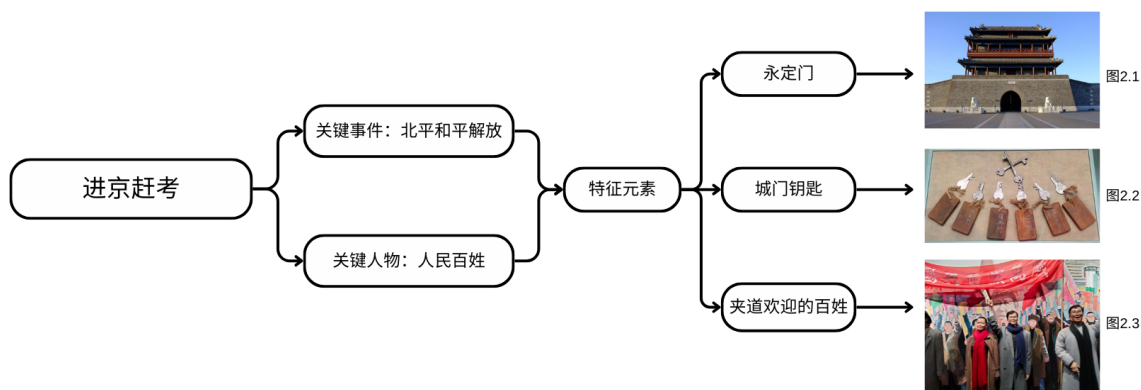 进京赶考
关键事件：北平和平解放
关键人物：人民百姓
特征元素
永定门
图2.1
城门钥匙
图2.2
夹道欢迎的百姓
图2.3